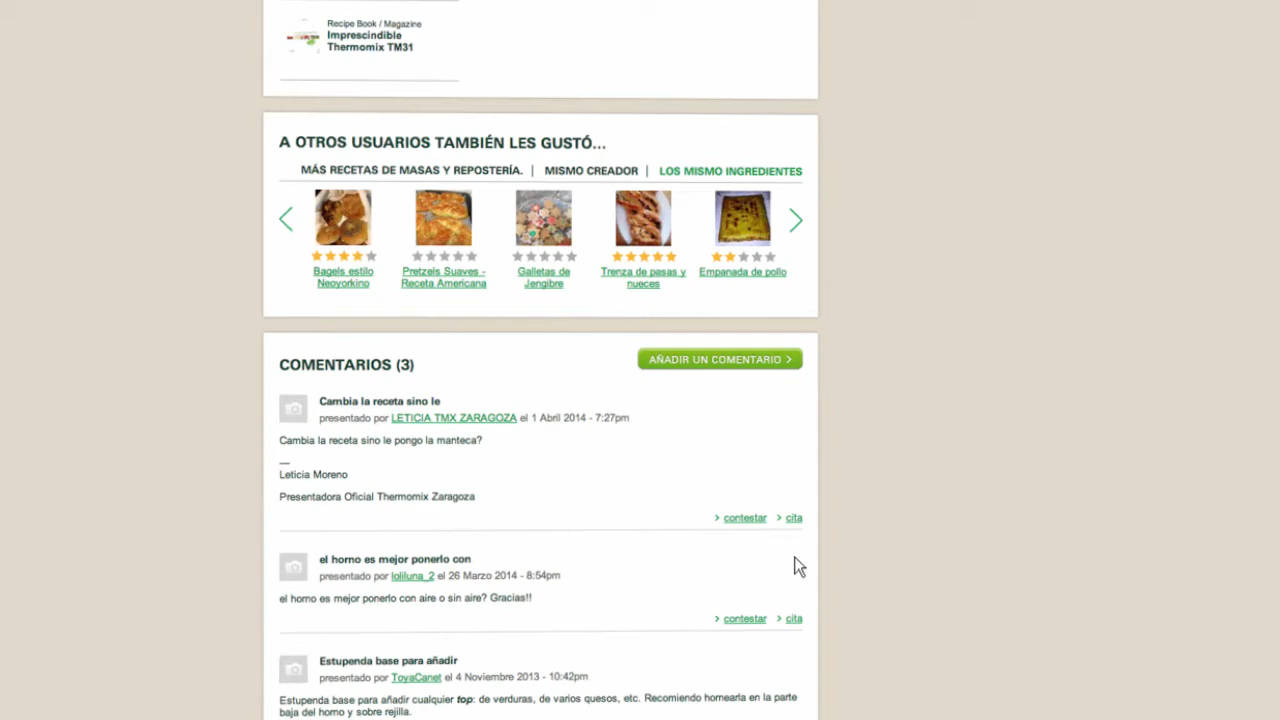 Recipe Book / Magazine
Imprescindible
Thermomix TM31
A OTROS USUARIOS TAMBIÉN LES GUSTÓ...
MÁS RECETAS DE MASAS Y REPOSTERÍA. | MISMO CREADOR | LOS MISMO INGREDIENTES
Bagels estilo
Neoyorkino
Pretzels Suaves -
Receta Americana
Galletas de
Jengibre
Trenza de pasas y
nueces
Empanada de pollo
COMENTARIOS (3)
AÑADIR UN COMENTARIO >
Cambia la receta sino le
presentado por LETICIA TMX ZARAGOZA el 1 Abril 2014 - 7:27pm
Cambia la receta sino le pongo la manteca?
—
Leticia Moreno
Presentadora Oficial Thermomix Zaragoza
> contestar > cita
el horno es mejor ponerlo con
presentado por loliluna_2 el 26 Marzo 2014 - 8:54pm
el horno es mejor ponerlo con aire o sin aire? Gracias!!
> contestar > cita
Estupenda base para añadir
presentado por ToyaCanet el 4 Noviembre 2013 - 10:42pm
Estupenda base para añadir cualquier top: de verduras, de varios quesos, etc. Recomiendo hornearla en la parte
baja del horno y sobre rejilla.